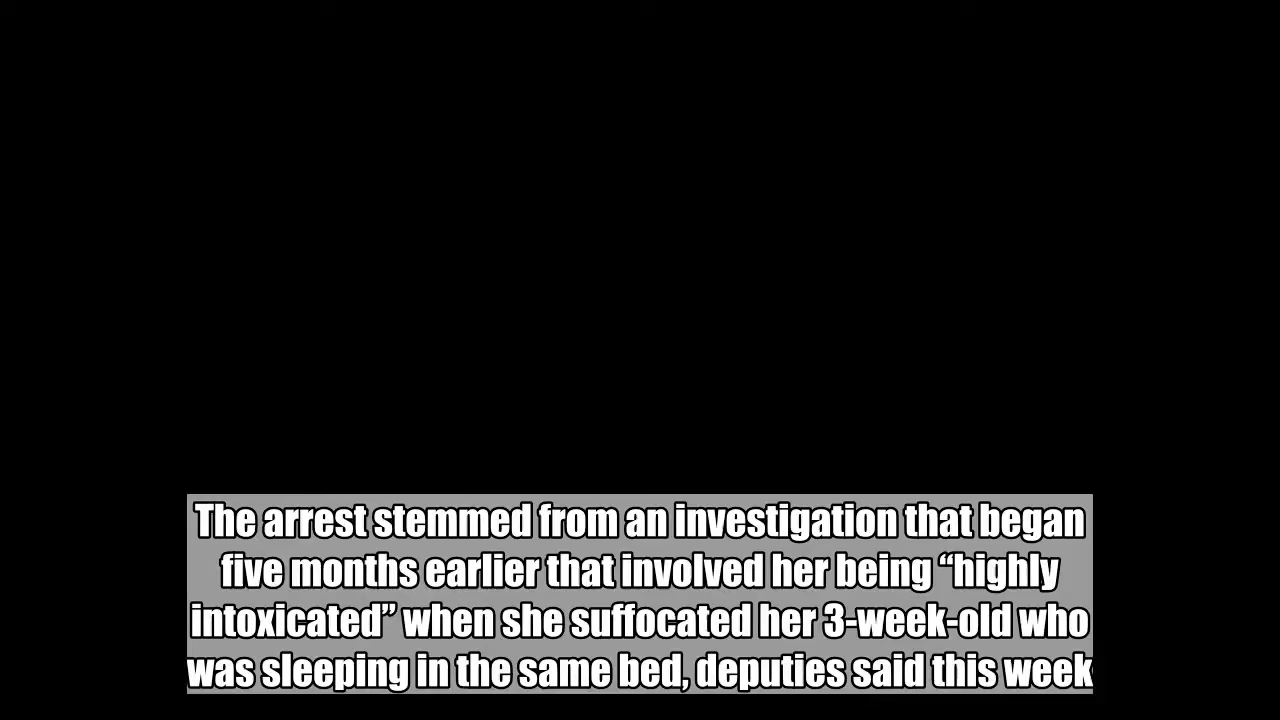 The arrest stemmed from an investigation that began
five months earlier that involved her being “highly
intoxicated” when she suffocated her 3-week-old who
was sleeping in the same bed, deputies said this week